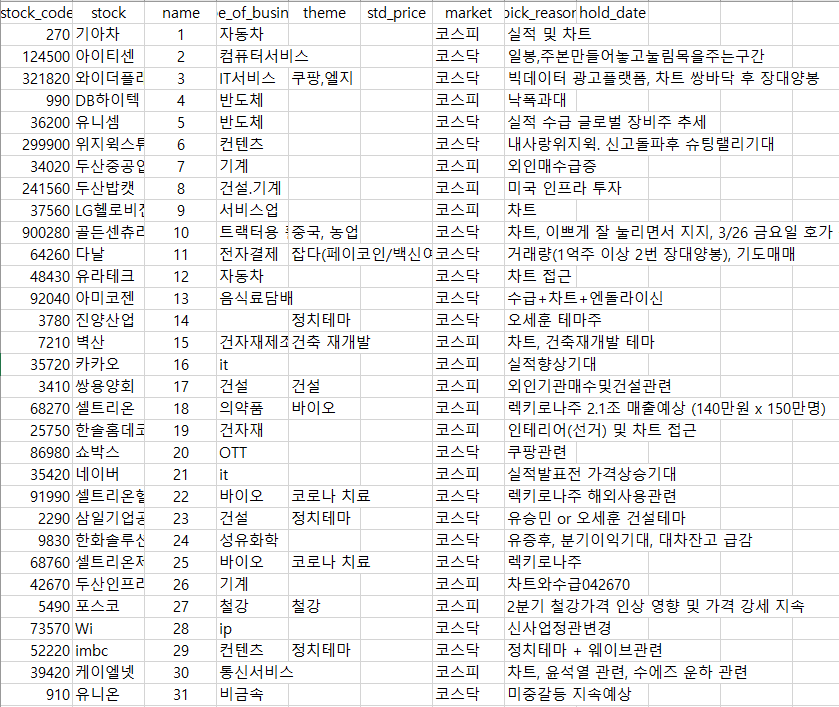 stock_code stock name e_of_busin theme std_price market pick_reason hold_date
270 기아차 1 자동차 코스피 실적 및 차트
124500 아이티센 2 컴퓨터서비스 코스닥 일봉,주본만들어놓고눌림목을주는구간
321820 와이더플 3 IT서비스 쿠팡,엘지 코스닥 빅데이터 광고플랫폼, 차트 쌍바닥 후 장대양봉
990 DB하이텍 4 반도체 코스피 낙폭과대
36200 유니셈 5 반도체 코스닥 실적 수급 글로벌 장비주 추세
299900 위지윅스튜 6 컨텐츠 코스닥 내사랑위지윅. 신고돌파후 슈팅랠리기대
34020 두산중공업 7 기계 코스피 외인매수급증
241560 두산밥캣 8 건설.기계 코스피 미국 인프라 투자
37560 LG헬로비전 9 서비스업 코스피 차트
900280 골든센츄리 10 트랙터용 중국, 농업 코스닥 차트, 이쁘게 잘 눌리면서 지지, 3/26 금요일 호가
64260 다날 11 전자결제 잡다(페이코인/백신여 코스닥 거래량(1억주 이상 2번 장대양봉), 기도매매
48430 유라테크 12 자동차 코스닥 차트 접근
92040 아미코젠 13 음식료담배 코스닥 수급+차트+엔돌라이신
3780 진양산업 14 정치테마 코스닥 오세훈 테마주
7210 벽산 15 건자재제조 건축 재개발 코스피 차트, 건축재개발 테마
35720 카카오 16 it 코스피 실적향상기대
3410 쌍용양회 17 건설 건설 코스피 외인기관매수및건설관련
68270 셀트리온 18 의약품 바이오 코스피 렉키로나주 2.1조 매출예상 (140만원 x 150만명)
25750 한솔홈데코 19 건자재 코스피 인테리어(선거) 및 차트 접근
86980 쇼박스 20 OTT 코스닥 쿠팡관련
35420 네이버 21 it 코스피 실적발표전 가격상승기대
91990 셀트리온헬 22 바이오 코로나 치료 코스닥 렉키로나주 해외사용관련
2290 삼일기업공 23 건설 정치테마 코스닥 유승민 or 오세훈 건설테마
9830 한화솔루션 24 섬유화학 코스닥 유증후, 분기이익기대, 대차잔고 급감
68760 셀트리온제 25 바이오 코로나 치료 코스닥 렉키로나주
42670 두산인프라 26 기계 코스피 차트와수급042670
5490 포스코 27 철강 철강 코스피 2분기 철강가격 인상 영향 및 가격 강세 지속
73570 Wi 28 ip 코스닥 신사업정관변경
52220 imbc 29 컨텐츠 정치테마 코스닥 정치테마 + 웨이브관련
39420 케이엘넷 30 통신서비스 코스피 차트, 윤석열 관련, 수에즈 운하 관련
910 유니온 31 비금속 코스닥 미중갈등 지속예상